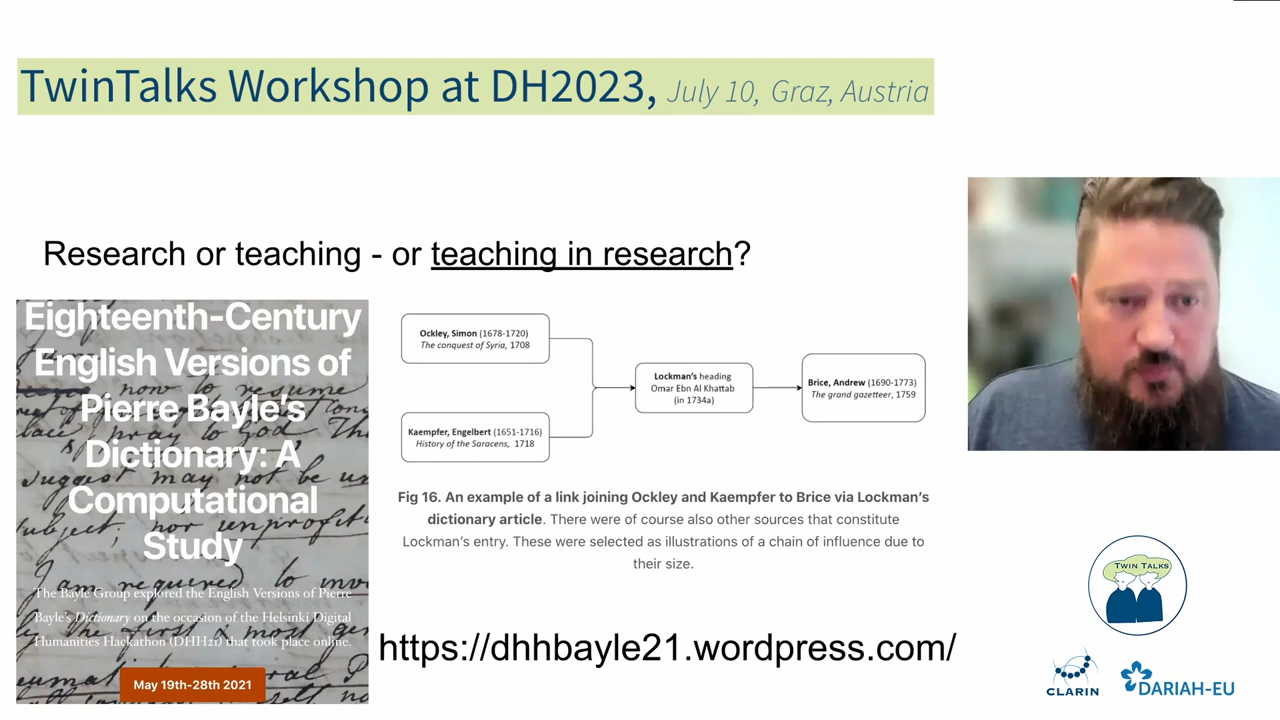 TwinTalks Workshop at DH2023, July 10, Graz, Austria
Research or teaching - or teaching in research?
Eighteenth-Century
English Versions of
Pierre Bayle's
Dictionary: A
Computational
Study
The Bayle Group explored the English Versions of Pierre
Bayle's Dictionary on the occasion of the Helsinki Digital
Humanities Hackathon (DHH21) that took place online.
May 19th-28th 2021
Ockley, Simon (1678-1720)
The conquest of Syria, 1708
Kaempfer, Engelbert (1651-1716)
History of the Saracens, 1718
Lockman's heading
Omar Ebn Al Khattab
(in 1734a)
Brice, Andrew (1690-1773)
The grand gazetteer, 1759
Fig 16. An example of a link joining Ockley and Kaempfer to Brice via Lockman's
dictionary article. There were of course also other sources that constitute
Lockman's entry. These were selected as illustrations of a chain of influence due to
their size.
https://dhhbayle21.wordpress.com/
TWIN TALKS
CLARIN
DARIAH-EU